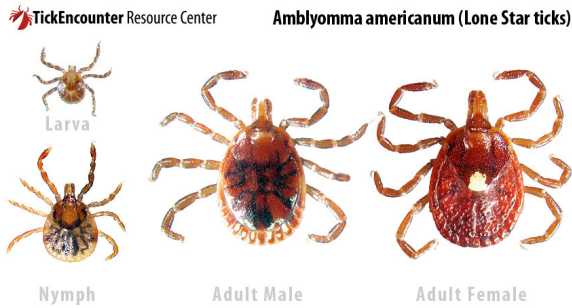 TickEncounter Resource Center
Amblyomma americanum (Lone Star ticks)
Larva
Nymph
Adult Male
Adult Female